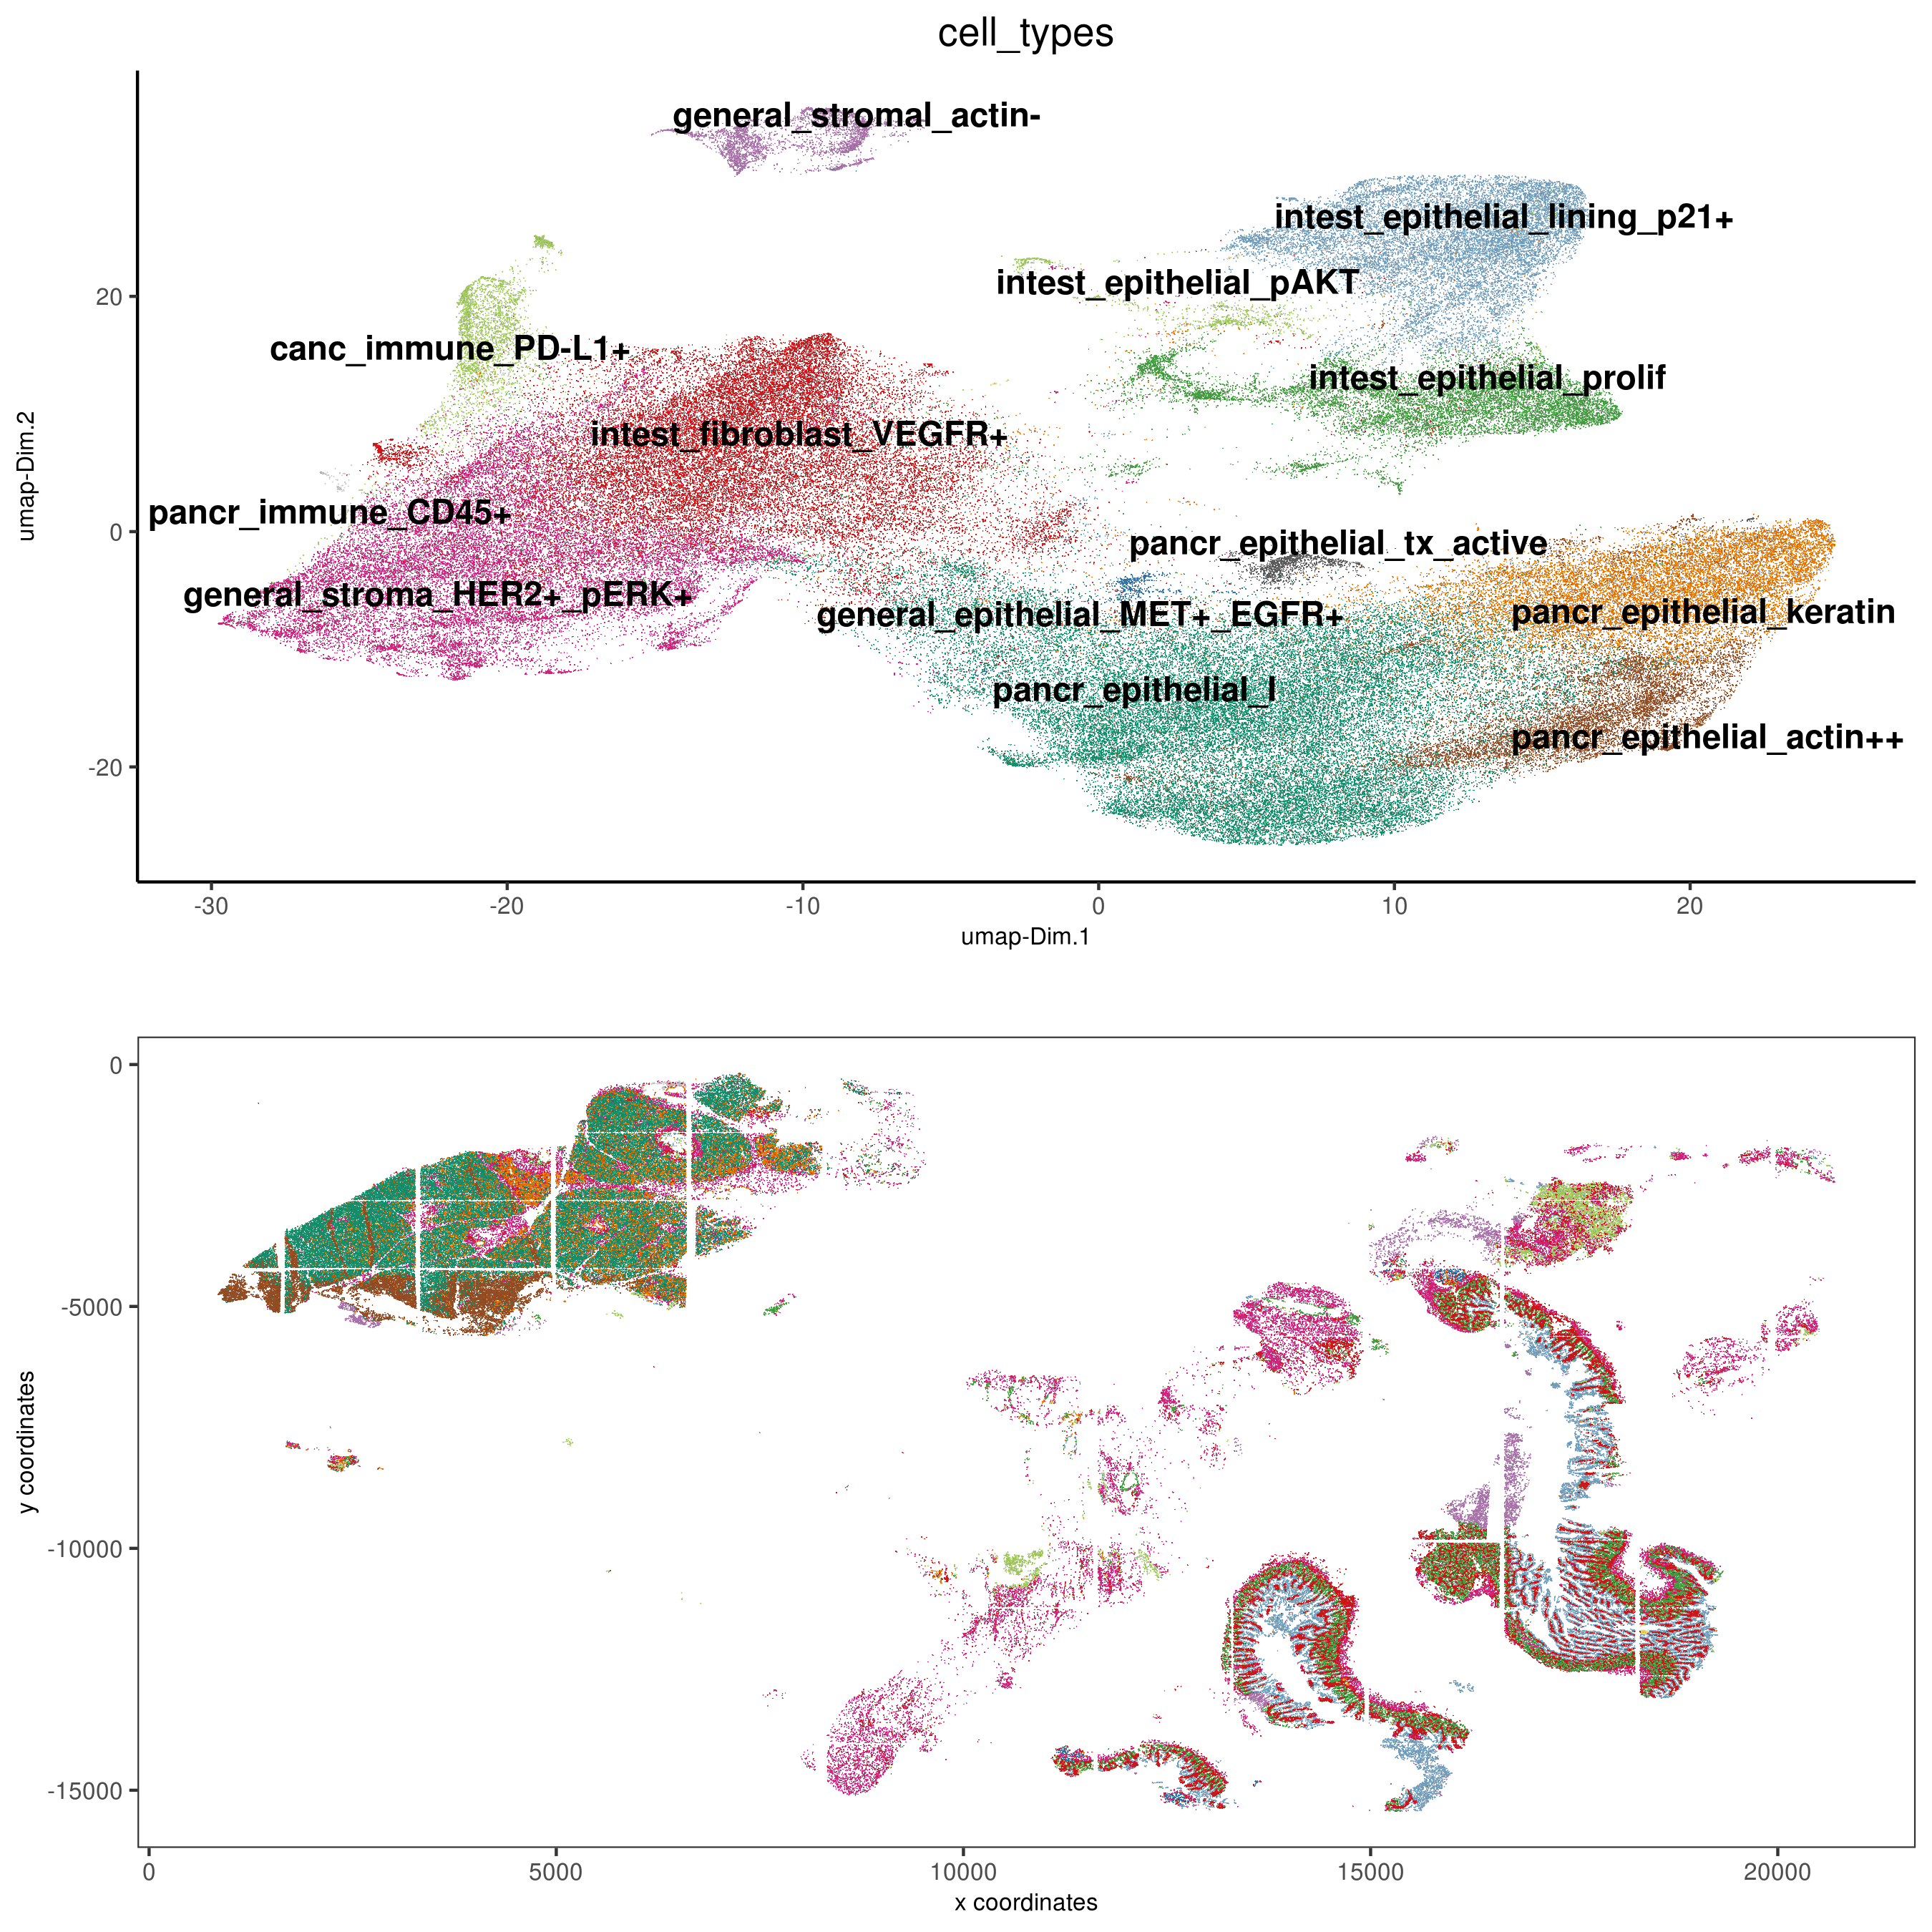 cell_types
general_stromal_actin-
intest_epithelial_lining_p21+
intest_epithelial_pAKT
canc_immune_PD-L1+
intest_epithelial_prolif
intest_fibroblast_VEGFR+
pancr_immune_CD45+
pancr_epithelial_tx_active
general_stroma_HER2+_pERK+
general_epithelial_MET+_EGFR+
pancr_epithelial_keratin
pancr_epithelial_I
pancr_epithelial_actin++
umap-Dim.2
20
0
-20
-30 -20 -10 0 10 20
umap-Dim.1
y coordinates
0
-5000
-10000
-15000
0 5000 10000 15000 20000
x coordinates